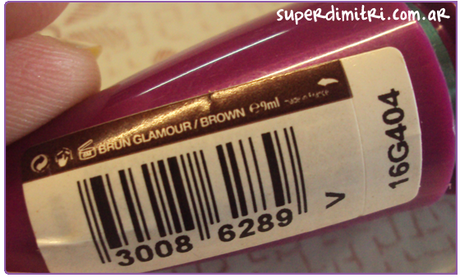 superdimitri.com.ar
BRUN GLAMOUR / BROWN ℮9ml made in France
3008 6289
V
16G404